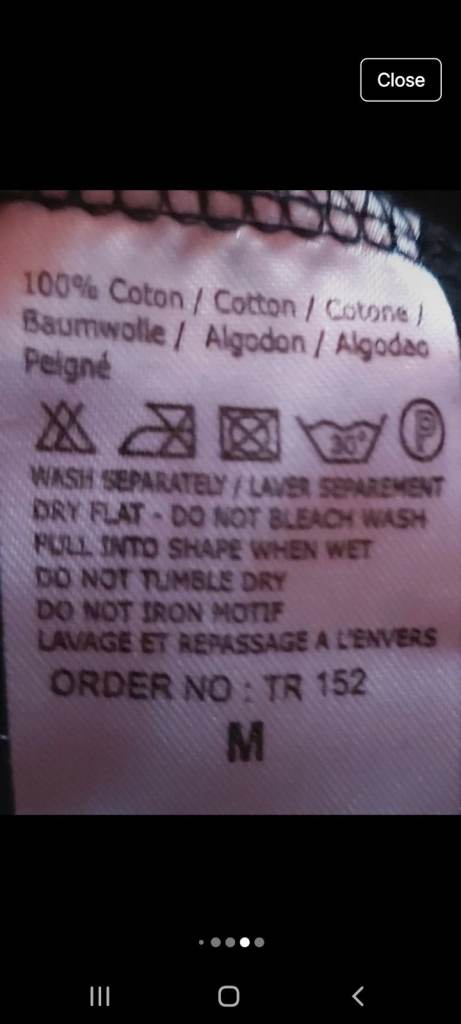 Close
100% Coton / Cotton / Cotone /
Baumwolle / Algodon / Algodao
Peigné
30°
P
WASH SEPARATELY / LAVER SEPAREMENT
DRY FLAT - DO NOT BLEACH WASH
PULL INTO SHAPE WHEN WET
DO NOT TUMBLE DRY
DO NOT IRON MOTIF
LAVAGE ET REPASSAGE A L'ENVERS
ORDER NO : TR 152
M